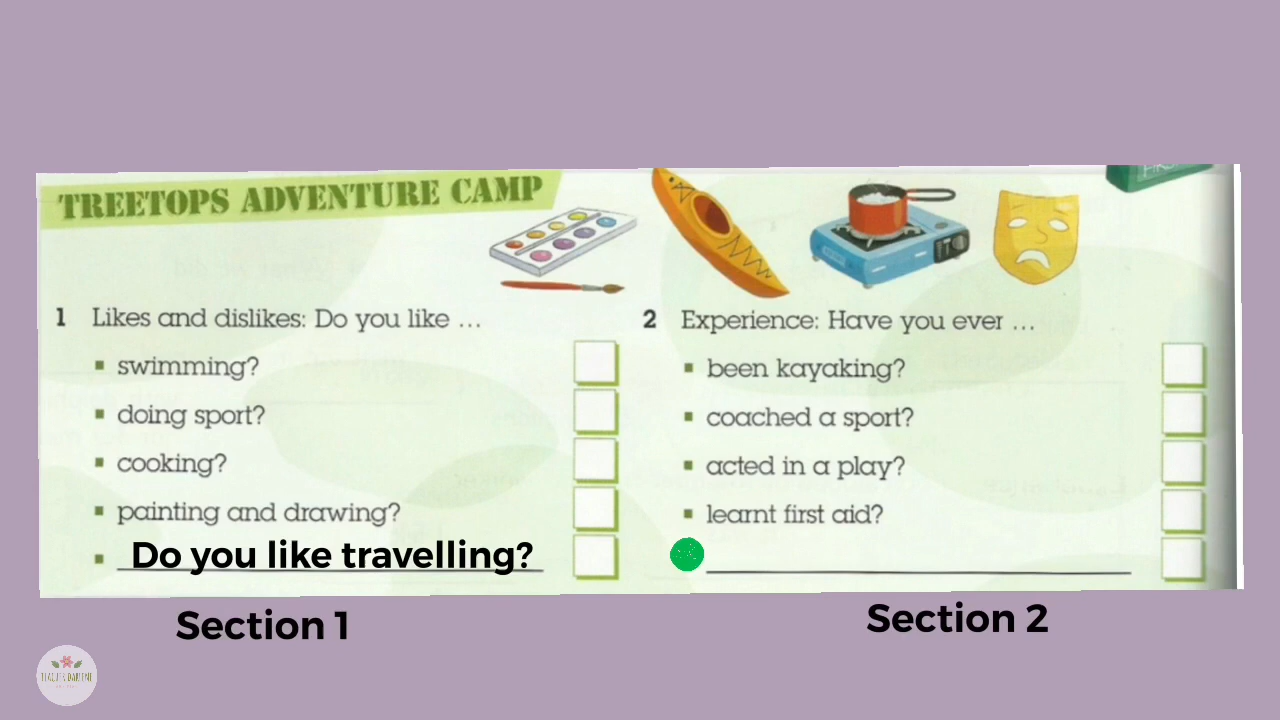 TREETOPS ADVENTURE CAMP
1 Likes and dislikes: Do you like ...
swimming?
doing sport?
cooking?
painting and drawing?
Do you like travelling?
2 Experience: Have you ever ...
been kayaking?
coached a sport?
acted in a play?
learnt first aid?
Section 1
Section 2